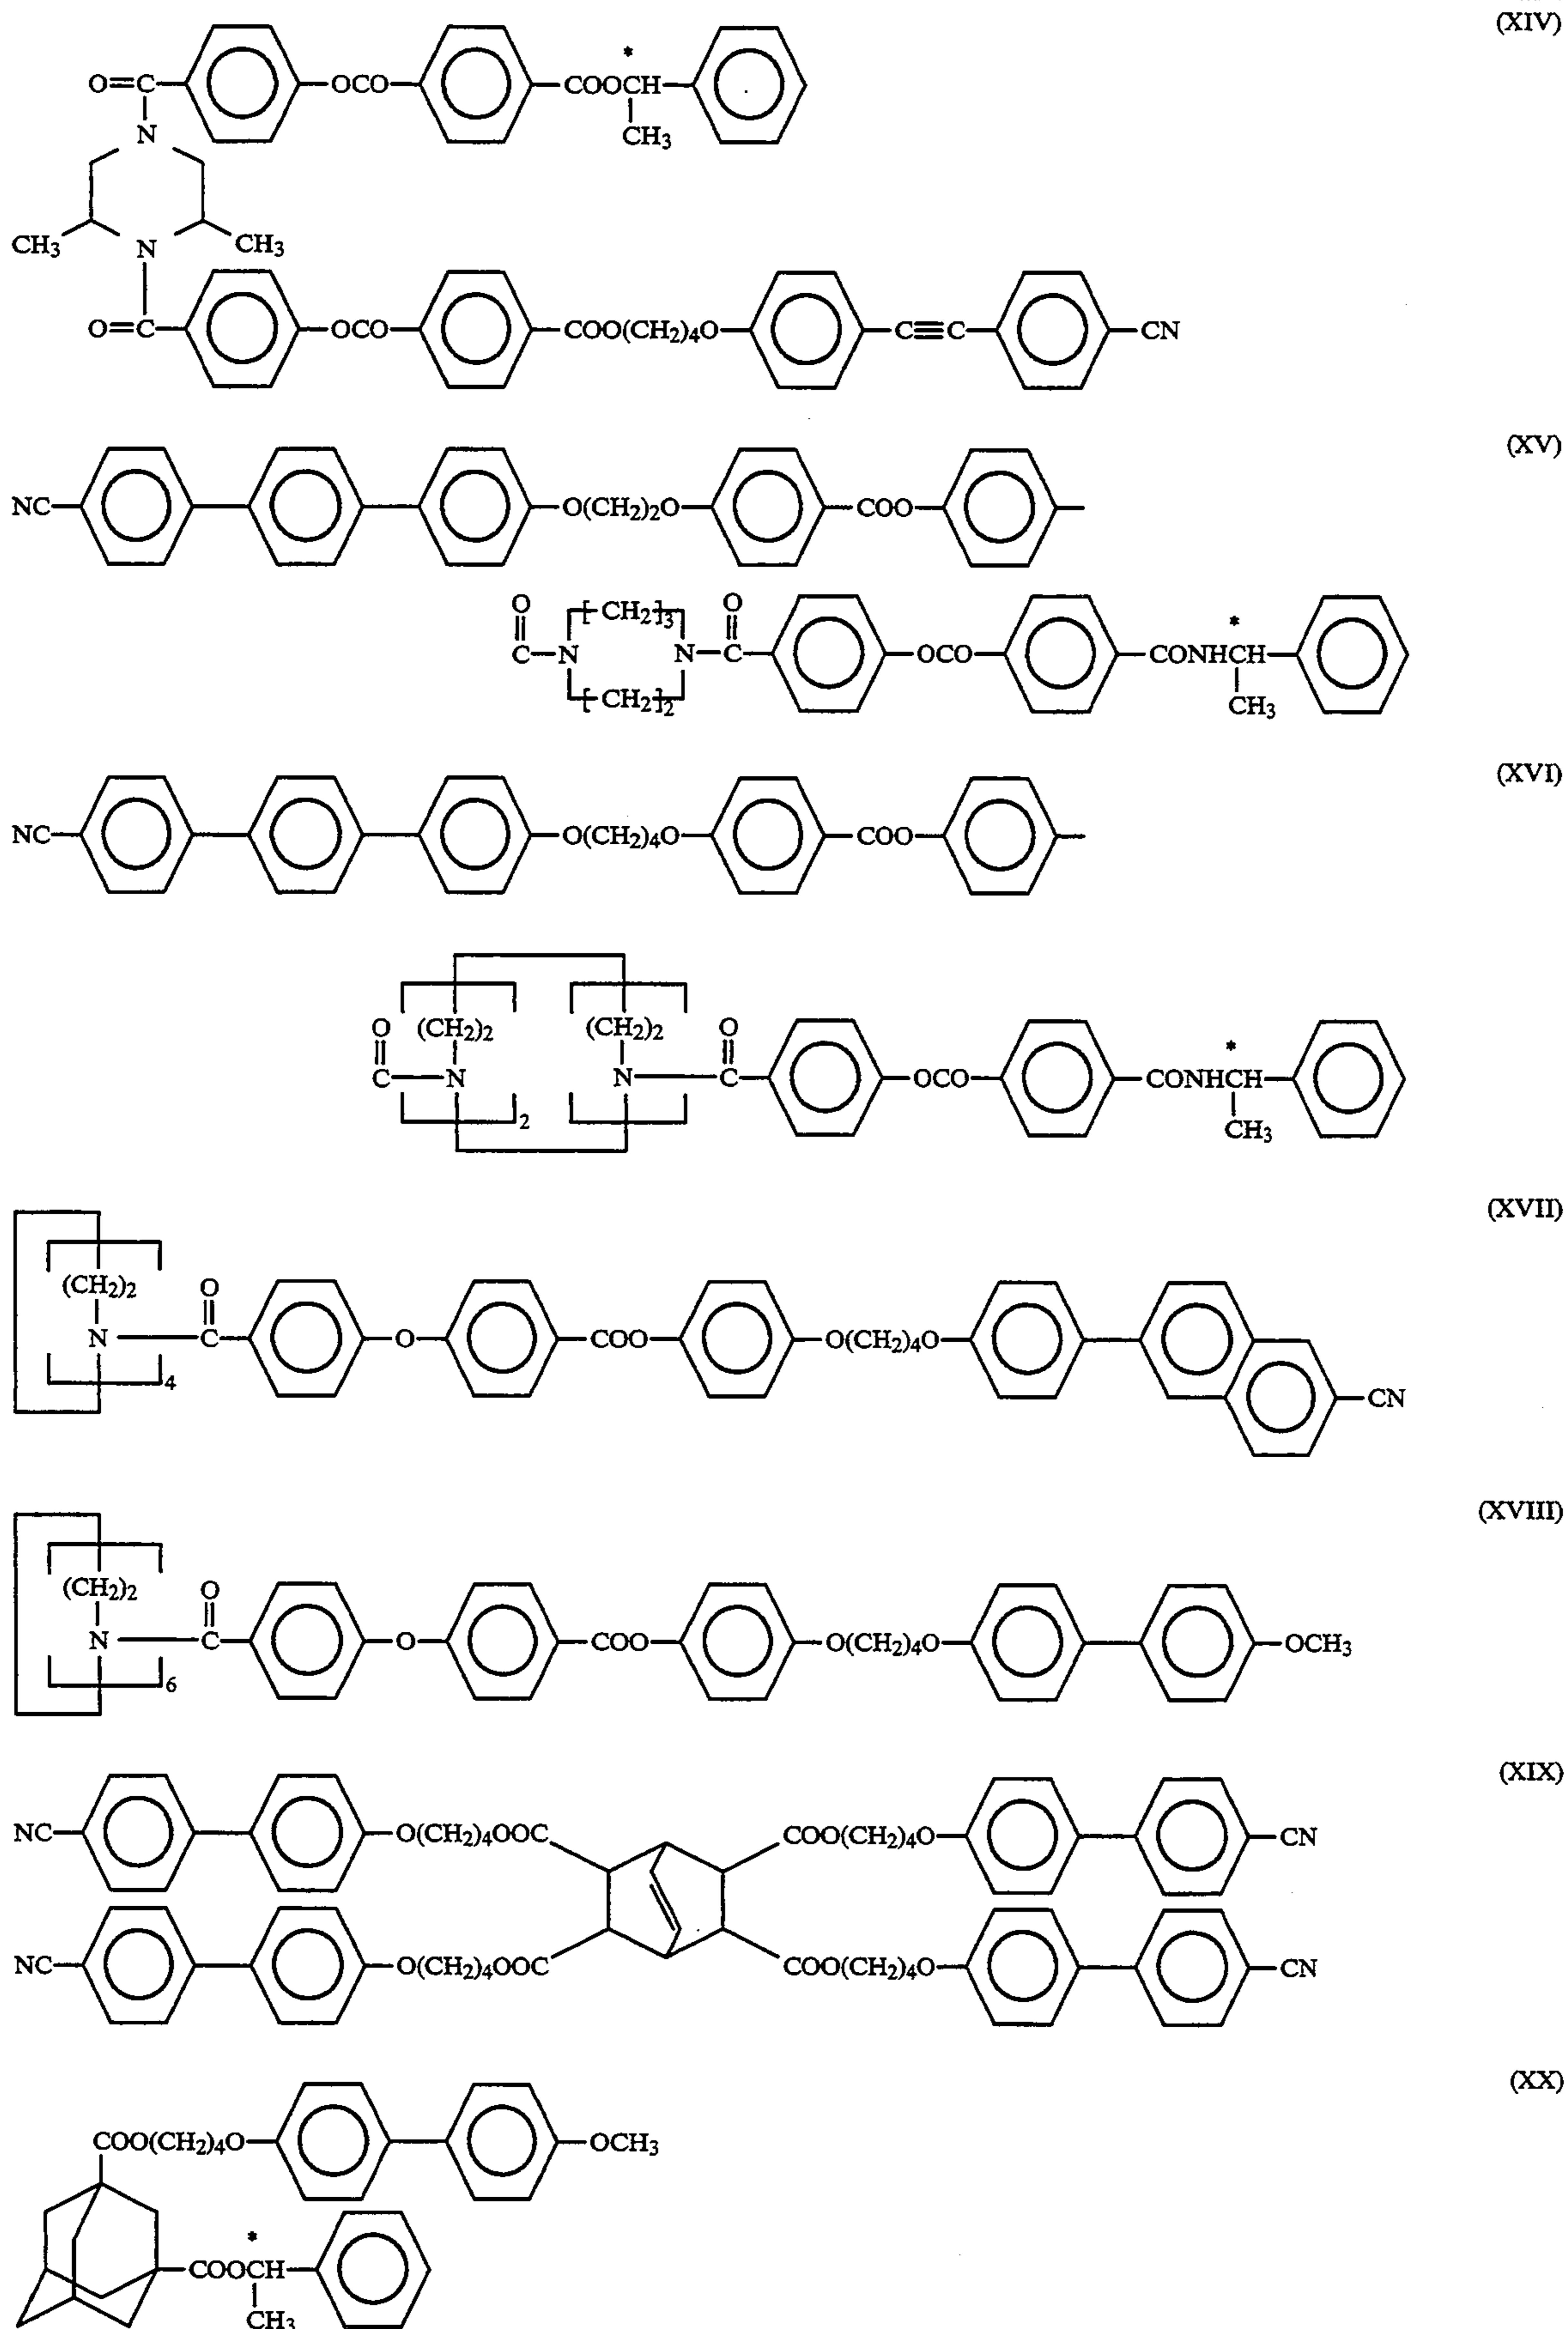 (XIV)
*
O=C OCO COOCH
N CH3
CH3 N CH3
O=C OCO COO(CH2)4O C≡C CN
(XV)
NC O(CH2)2O COO
O [CH2]3 O
*
C N N C OCO CONHCH
[CH2]2 CH3
(XVI)
NC O(CH2)4O COO
O (CH2)2 (CH2)2 O
*
C N N C OCO CONHCH
2 CH3
(XVII)
(CH2)2 O
N C O COO O(CH2)4O
4 CN
(XVIII)
(CH2)2 O
N C O COO O(CH2)4O OCH3
6
(XIX)
NC O(CH2)4OOC COO(CH2)4O CN
NC O(CH2)4OOC COO(CH2)4O CN
(XX)
COO(CH2)4O OCH3
*
COOCH
CH3